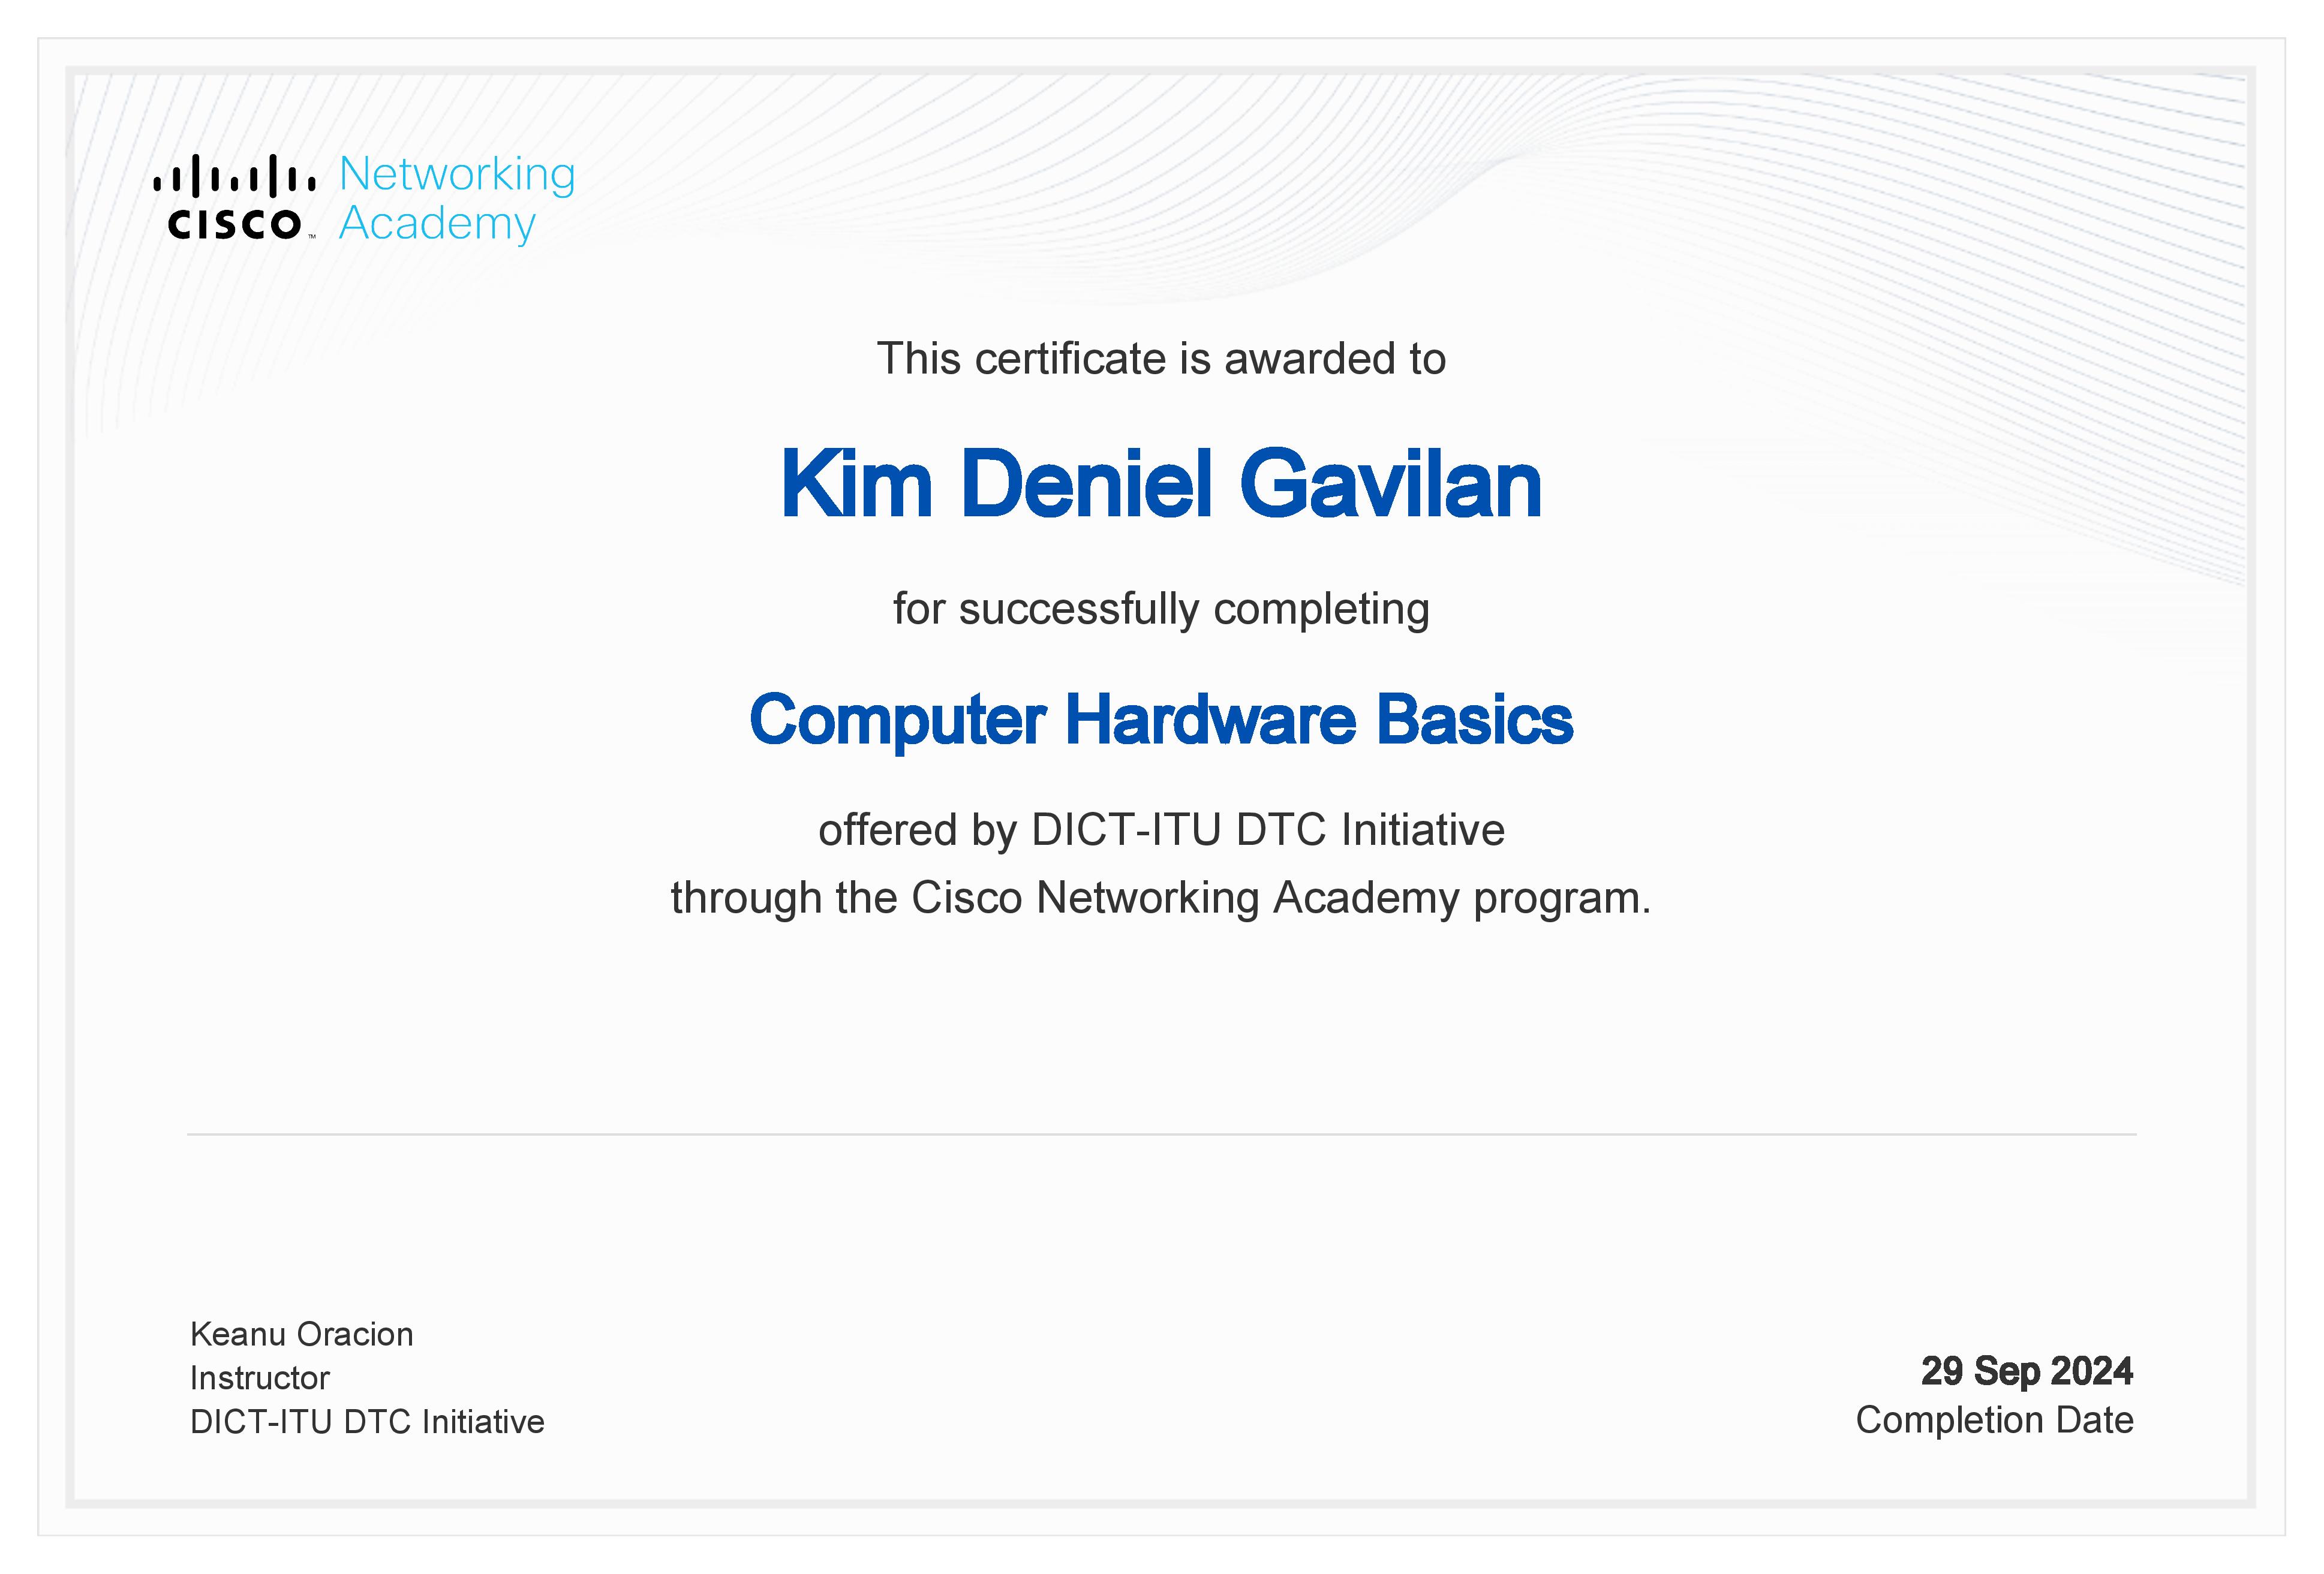 Networking
CISCO™ Academy
This certificate is awarded to
Kim Deniel Gavilan
for successfully completing
Computer Hardware Basics
offered by DICT-ITU DTC Initiative
through the Cisco Networking Academy program.
Keanu Oracion
Instructor
DICT-ITU DTC Initiative
29 Sep 2024
Completion Date